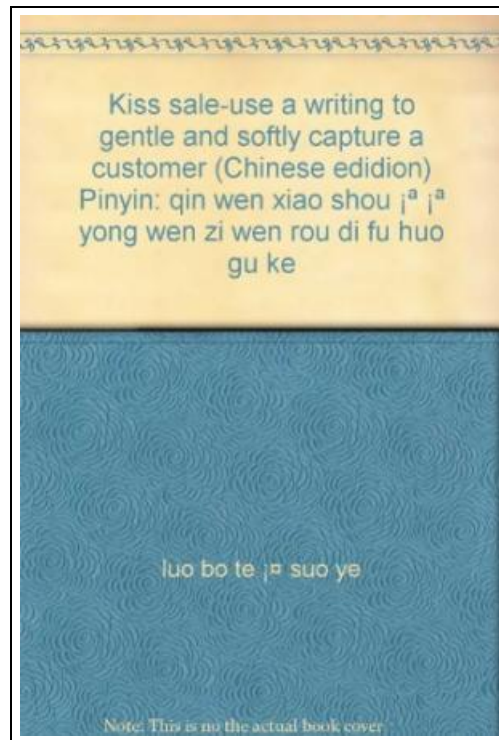 Kiss sale-use a writing to
gentle and softly capture a
customer (Chinese edidion)
Pinyin: qin wen xiao shou ¡ª ¡ª
yong wen zi wen rou di fu huo
gu ke
luo bo te ¡¤ suo ye
Note: This is no the actual book cover